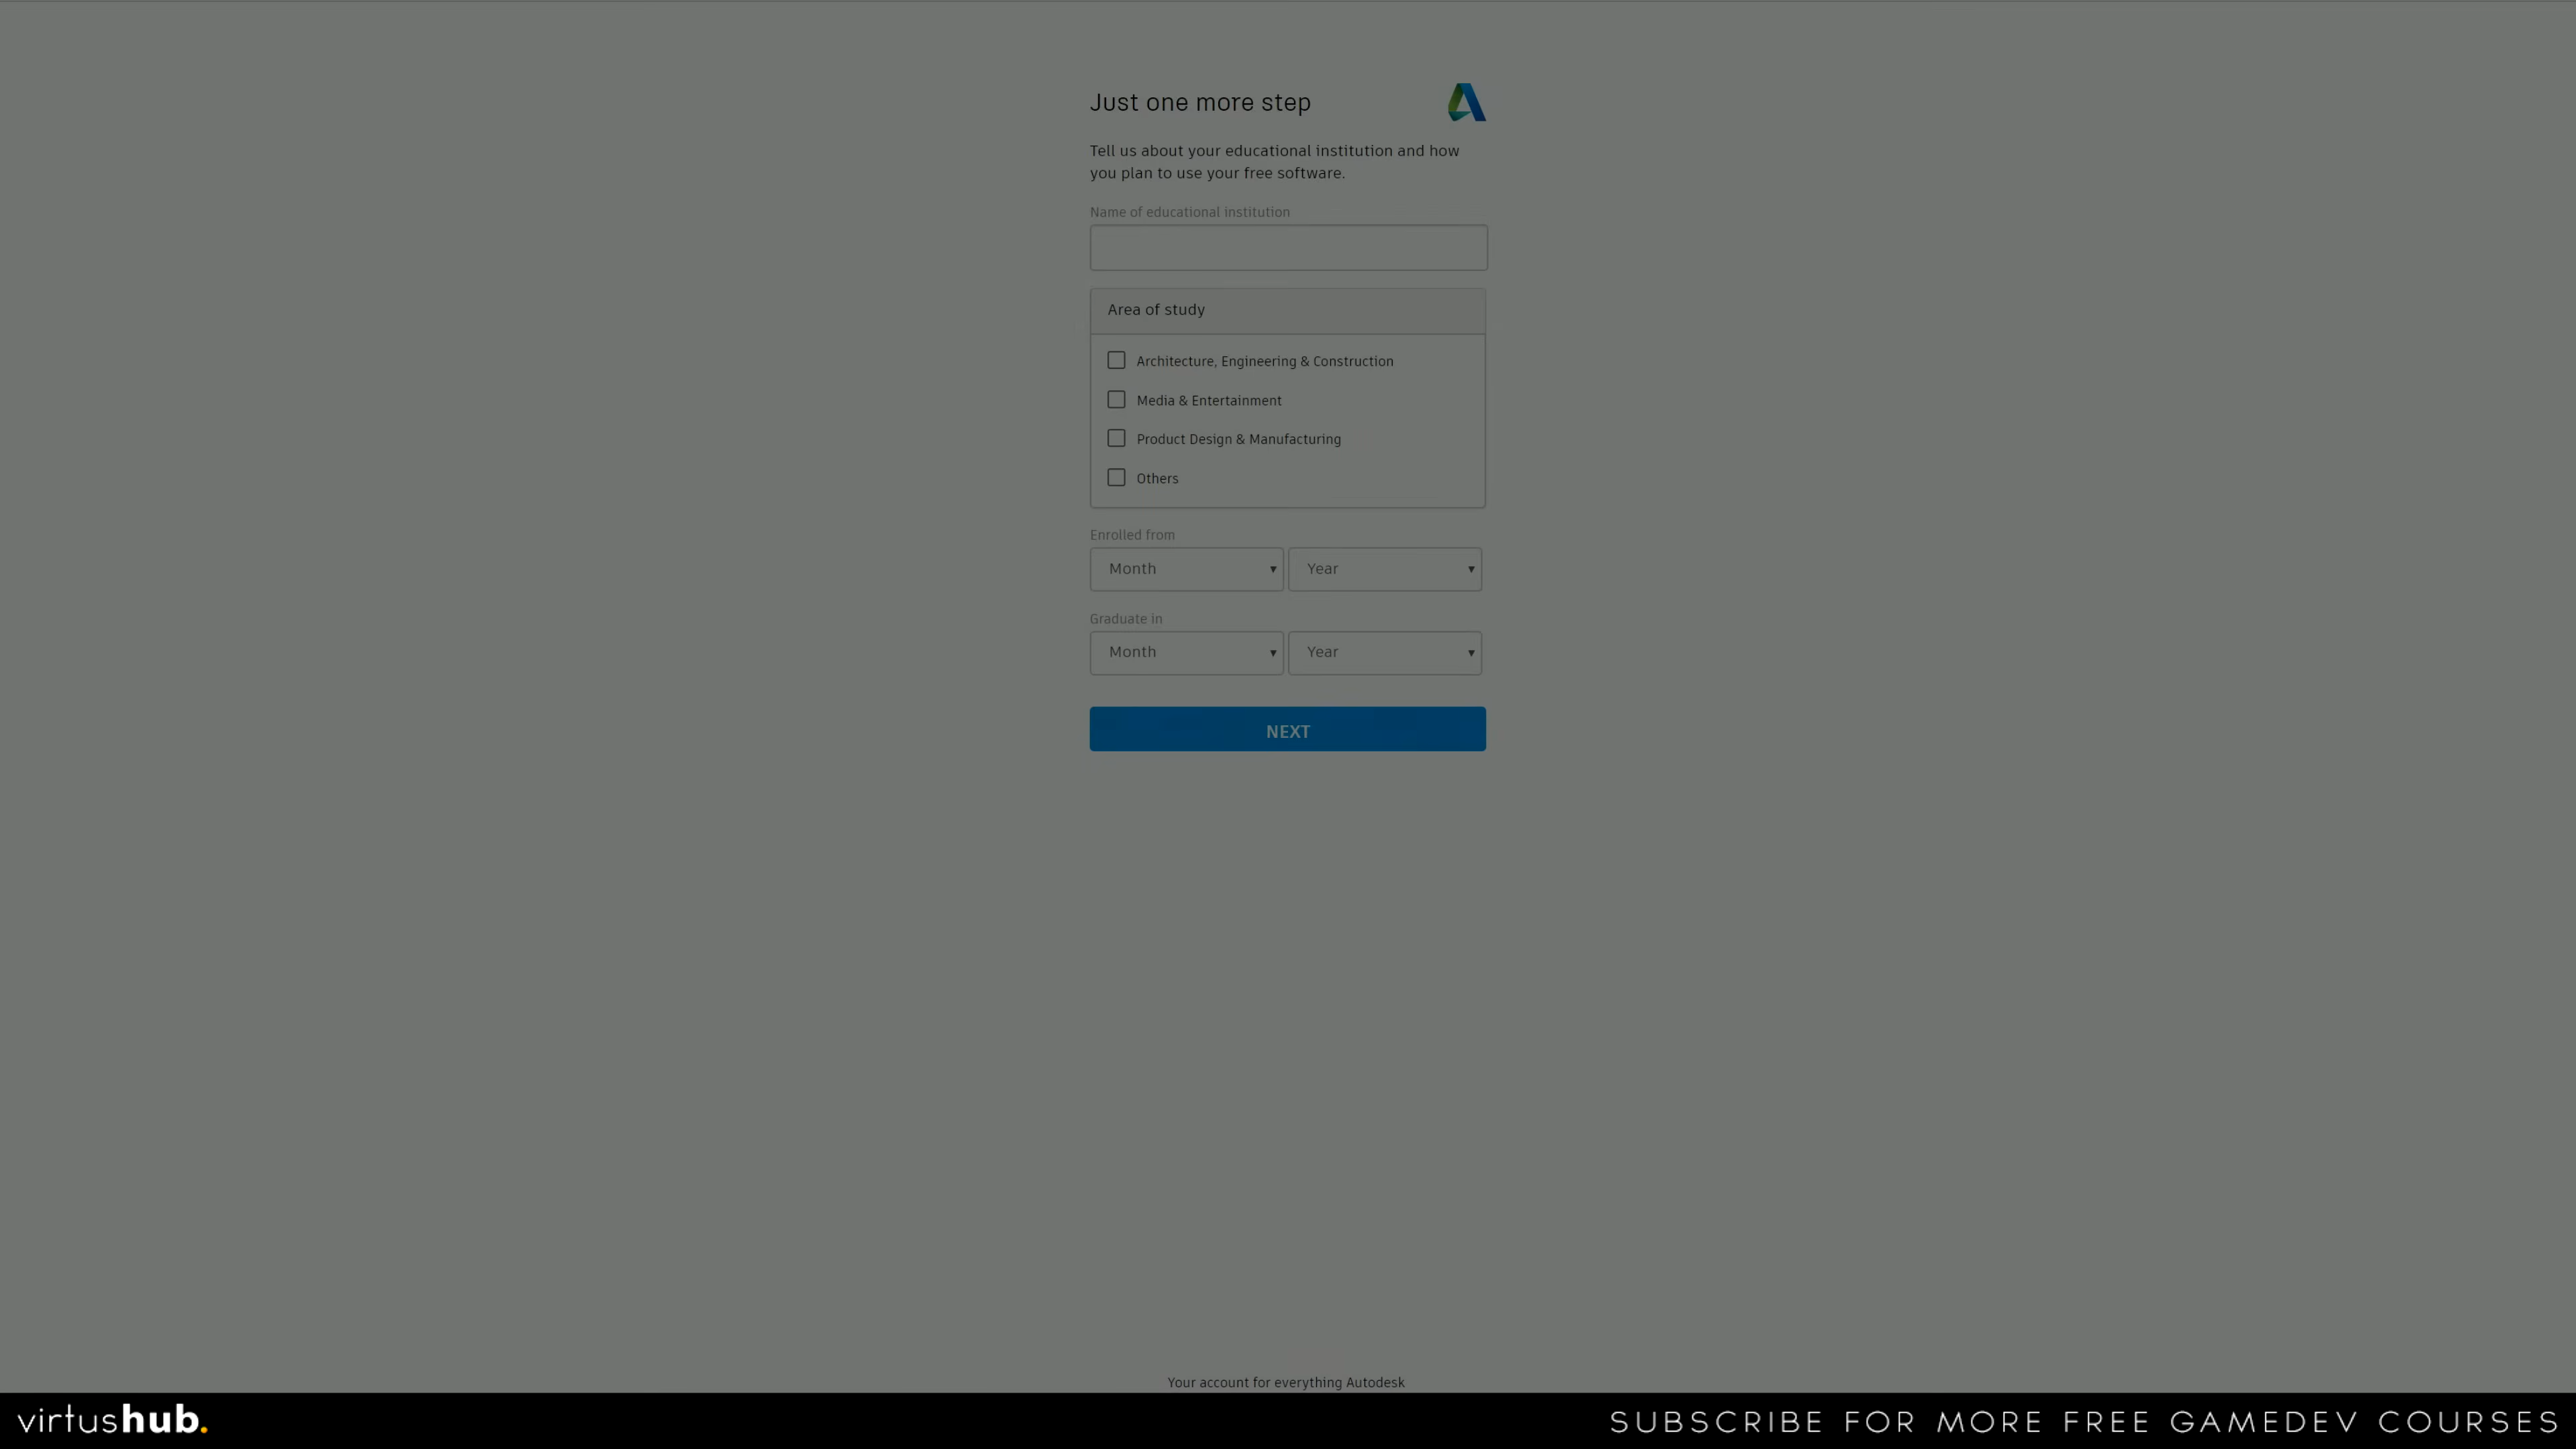 Just one more step
Tell us about your educational institution and how
you plan to use your free software.
Name of educational institution
Area of study
Architecture, Engineering & Construction
Media & Entertainment
Product Design & Manufacturing
Others
Enrolled from
Month Year
Graduate in
Month Year
NEXT
Your account for everything Autodesk
virtushub.
SUBSCRIBE FOR MORE FREE GAMEDEV COURSES